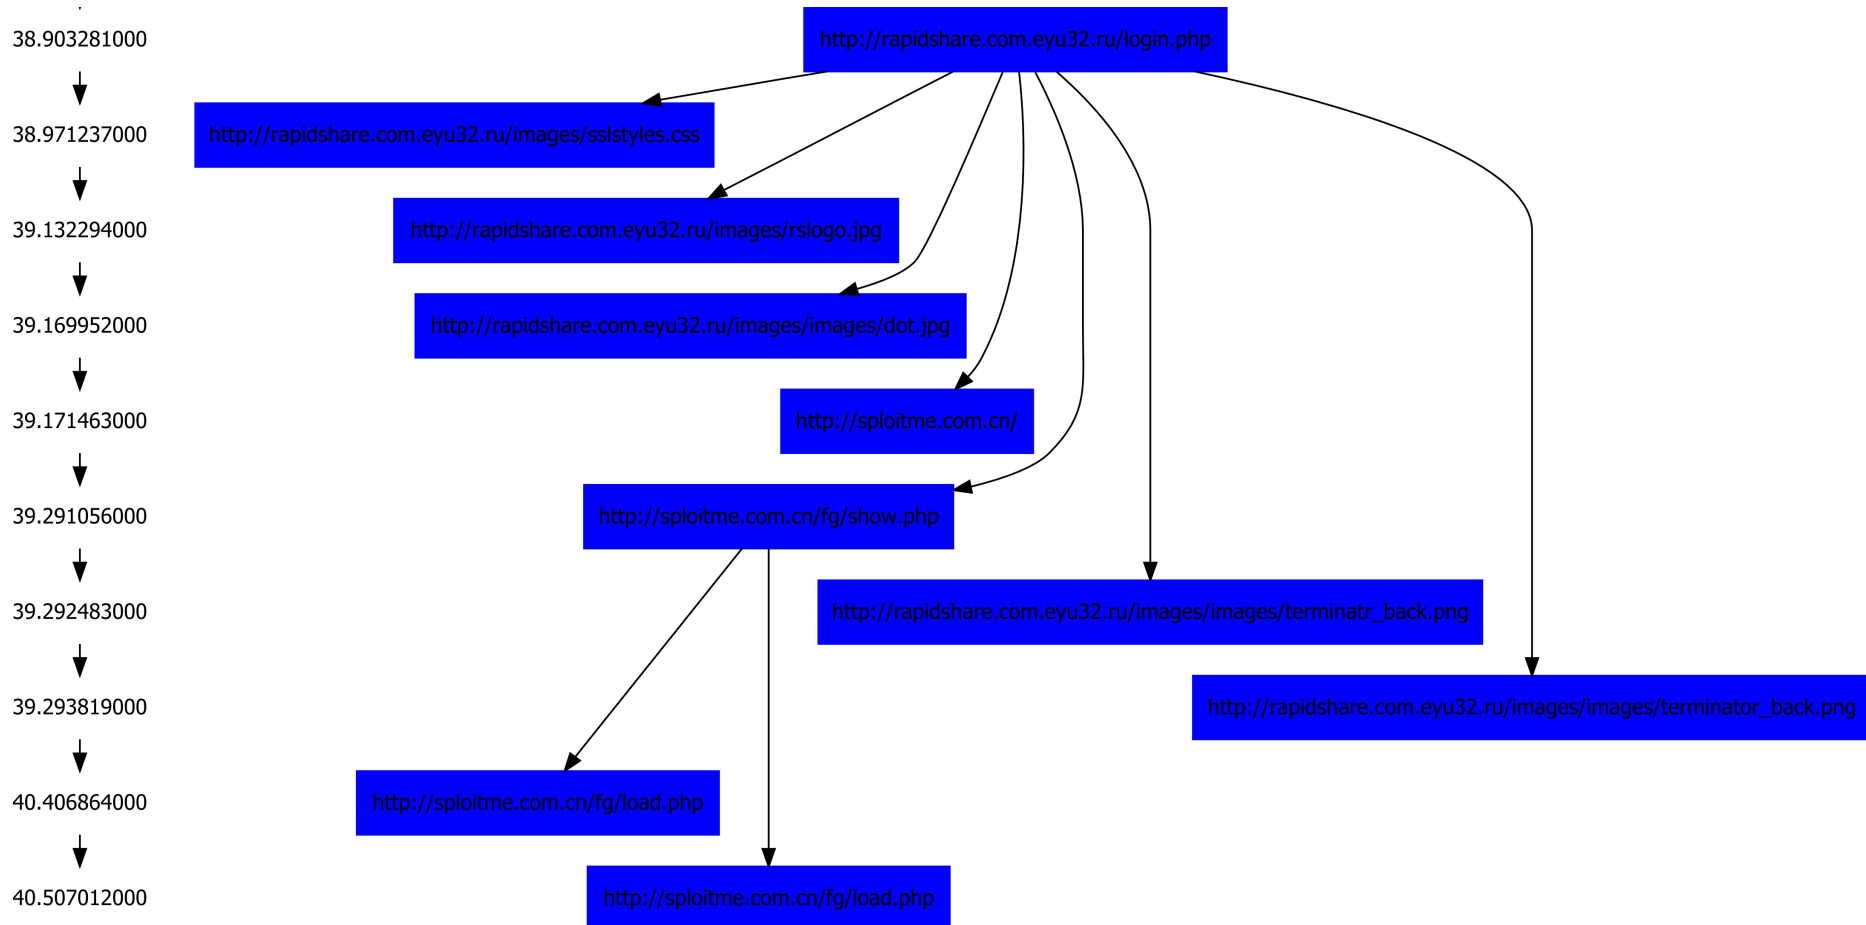 38.903281000 http://rapidshare.com.eyu32.ru/login.php
38.971237000 http://rapidshare.com.eyu32.ru/images/sslstyles.css
39.132294000 http://rapidshare.com.eyu32.ru/images/rslogo.jpg
39.169952000 http://rapidshare.com.eyu32.ru/images/images/dot.jpg
39.171463000 http://sploitme.com.cn/
39.291056000 http://sploitme.com.cn/fg/show.php
39.292483000 http://rapidshare.com.eyu32.ru/images/images/terminatr_back.png
39.293819000 http://rapidshare.com.eyu32.ru/images/images/terminator_back.png
40.406864000 http://sploitme.com.cn/fg/load.php
40.507012000 http://sploitme.com.cn/fg/load.php